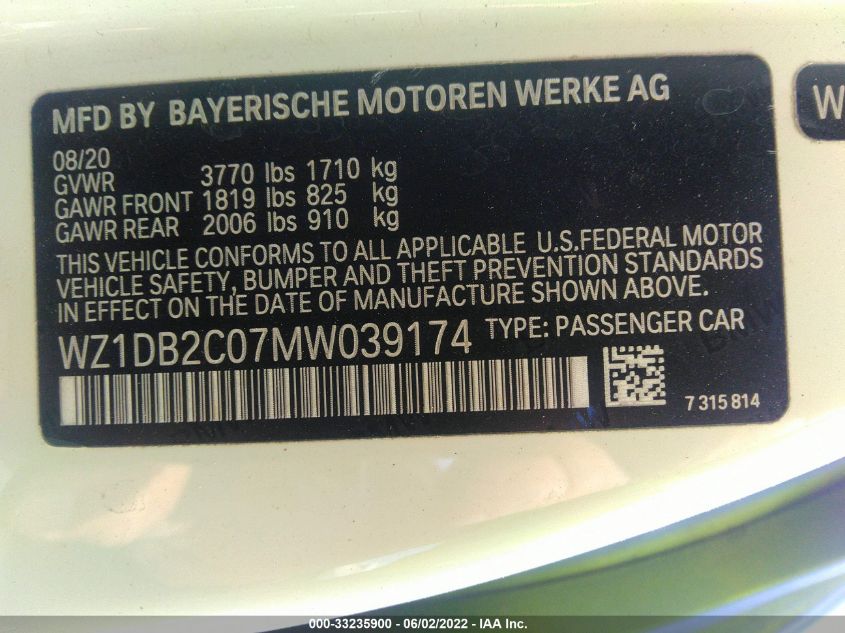 MFD BY BAYERISCHE MOTOREN WERKE AG
W
08/20
GVWR 3770 lbs 1710 kg
GAWR FRONT 1819 lbs 825 kg
GAWR REAR 2006 lbs 910 kg
THIS VEHICLE CONFORMS TO ALL APPLICABLE U.S.FEDERAL MOTOR
VEHICLE SAFETY, BUMPER AND THEFT PREVENTION STANDARDS
IN EFFECT ON THE DATE OF MANUFACTURE SHOWN ABOVE.
WZ1DB2C07MW039174 TYPE: PASSENGER CAR
7 315 814
000-33235900 - 06/02/2022 - IAA Inc.